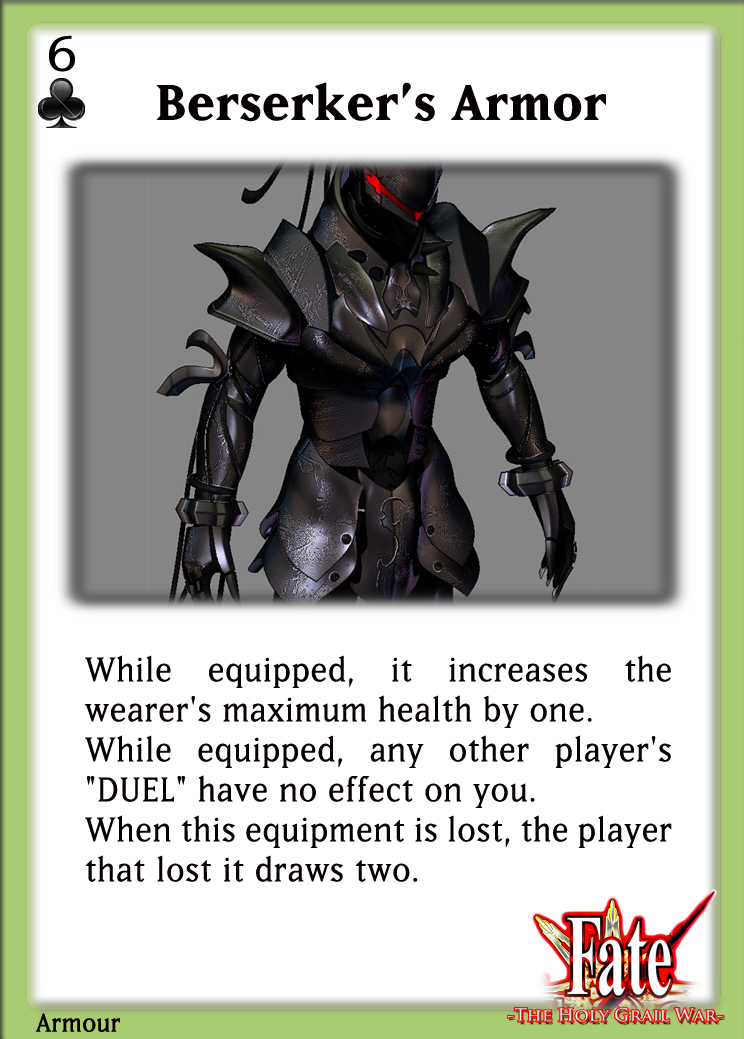 6
Berserker's Armor
While equipped, it increases the
wearer's maximum health by one.
While equipped, any other player's
"DUEL" have no effect on you.
When this equipment is lost, the player
that lost it draws two.
Fate
-The Holy Grail War-
Armour